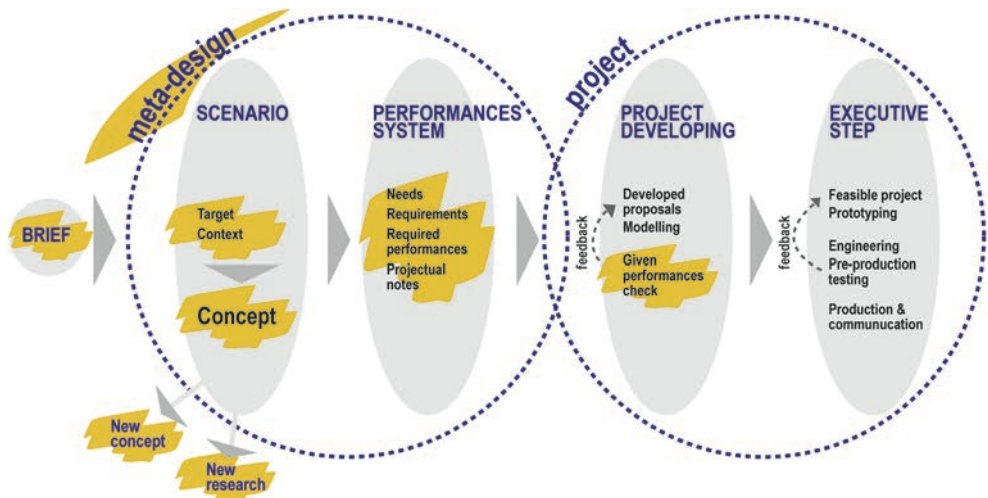 meta-design
project
BRIEF
SCENARIO
Target
Context
Concept
New
concept
New
research
PERFORMANCES
SYSTEM
Needs
Requirements
Required
performances
Projectual
notes
PROJECT
DEVELOPING
feedback
Developed
proposals
Modelling
Given
performances
check
EXECUTIVE
STEP
feedback
Feasible project
Prototyping
Engineering
Pre-production
testing
Production &
communucation